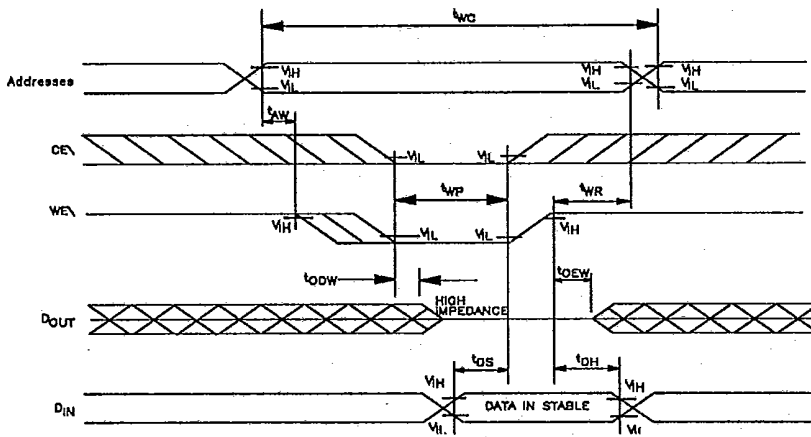 tWC
Addresses
VIH
VIL
VIH
VIL
VIH
VIL
tAW
CE\
VIL
VIL
tWP
tWR
WE\
VIH
VIL
VIL
VIH
tODW
tOEW
DOUT
HIGH
IMPEDANCE
tDS
tDH
DIN
VIH
VIL
DATA IN STABLE
VIH
VIL